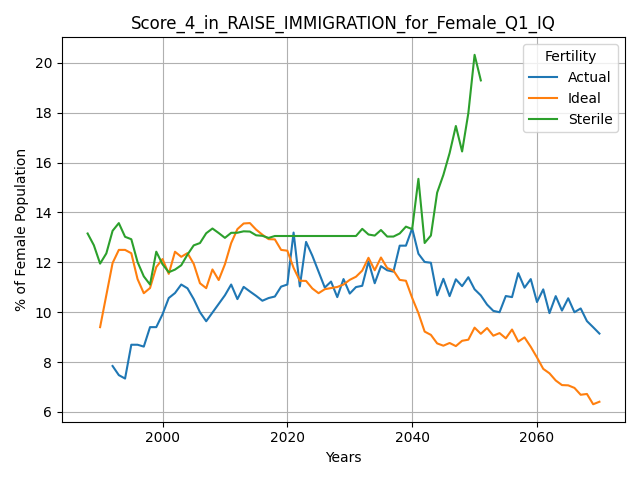 Score_4_in_RAISE_IMMIGRATION_for_Female_Q1_IQ
Fertility
Actual
Ideal
Sterile
% of Female Population
20
18
16
14
12
10
8
6
2000
2020
2040
2060
Years